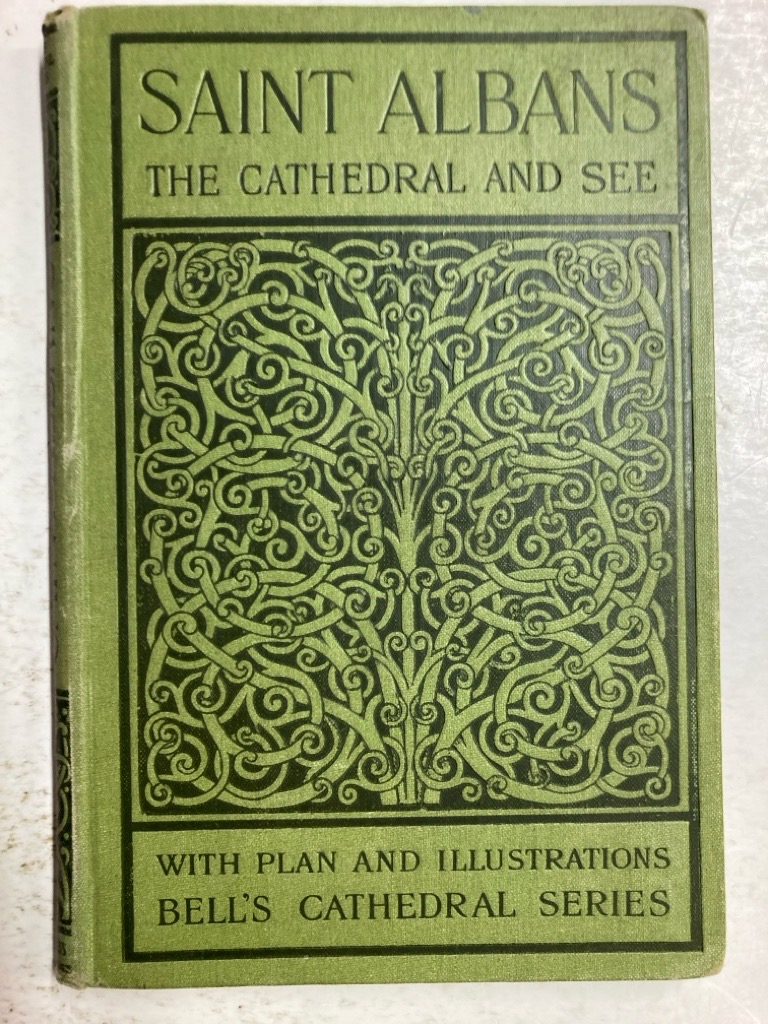 SAINT ALBANS
THE CATHEDRAL AND SEE
WITH PLAN AND ILLUSTRATIONS
BELL'S CATHEDRAL SERIES